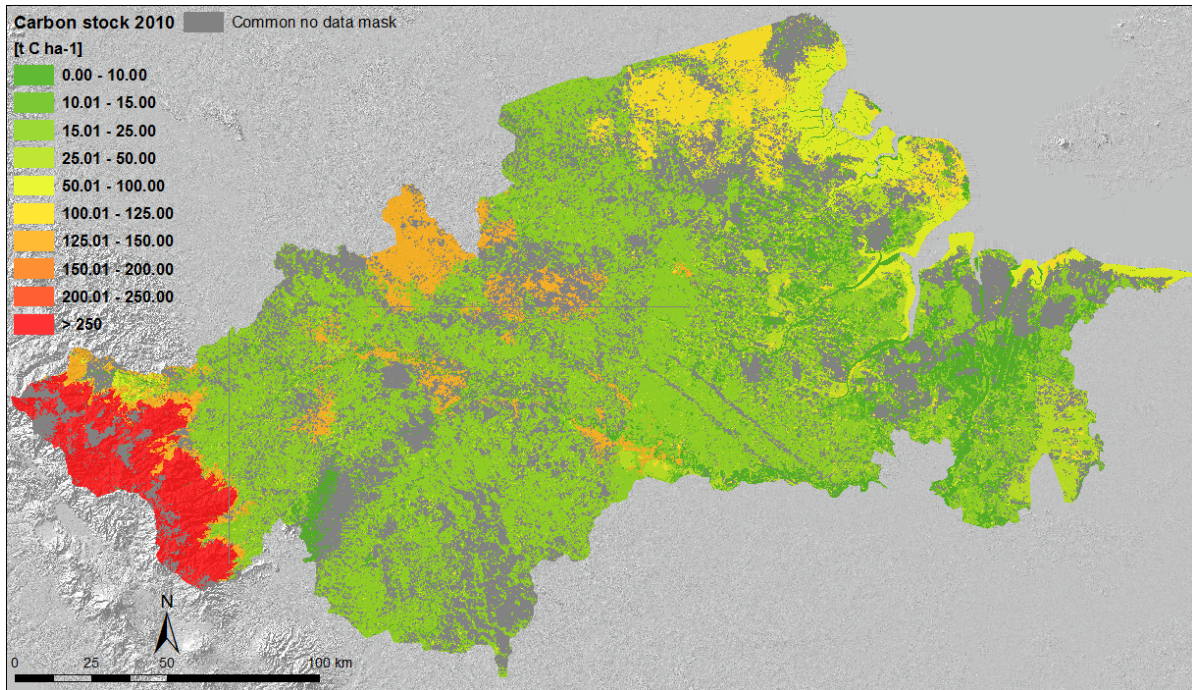 Carbon stock 2010 Common no data mask
[t C ha-1]
0.00 - 10.00
10.01 - 15.00
15.01 - 25.00
25.01 - 50.00
50.01 - 100.00
100.01 - 125.00
125.01 - 150.00
150.01 - 200.00
200.01 - 250.00
> 250
N
0 25 50 100 km